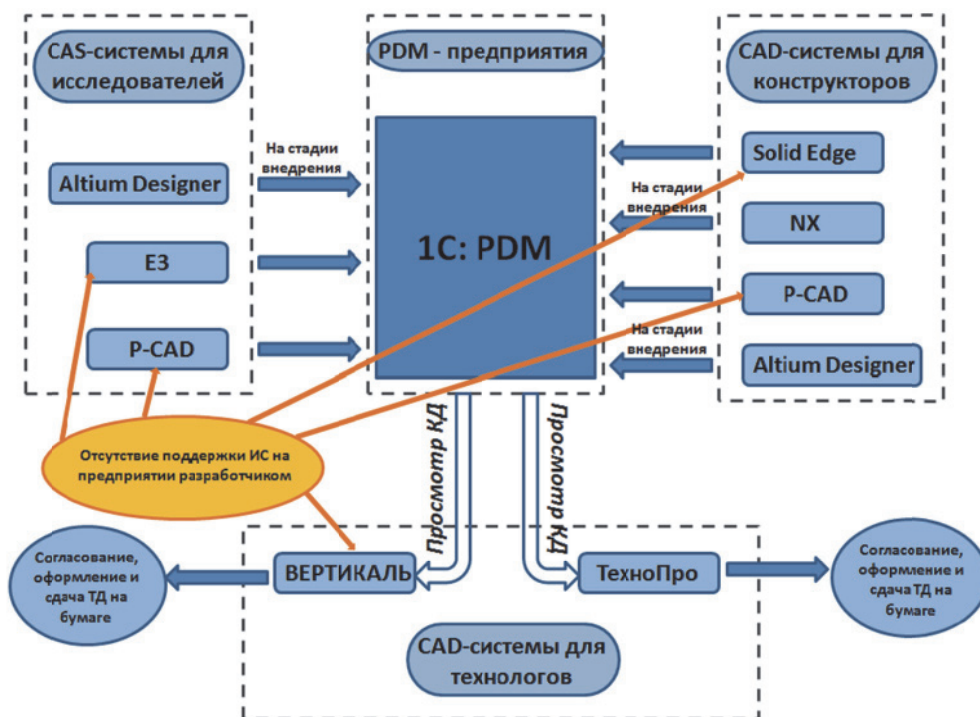 CAS-системы для
исследователей
Altium Designer
E3
P-CAD
На стадии
внедрения
PDM - предприятия
1С: PDM
CAD-системы для
конструкторов
Solid Edge
На стадии
внедрения
NX
P-CAD
На стадии
внедрения
Altium Designer
Отсутствие поддержки ИС на
предприятии разработчиком
Просмотр КД
Просмотр КД
Согласование,
оформление и
сдача ТД на
бумаге
ВЕРТИКАЛЬ
ТехноПро
Согласование,
оформление и
сдача ТД на
бумаге
CAD-системы для
технологов